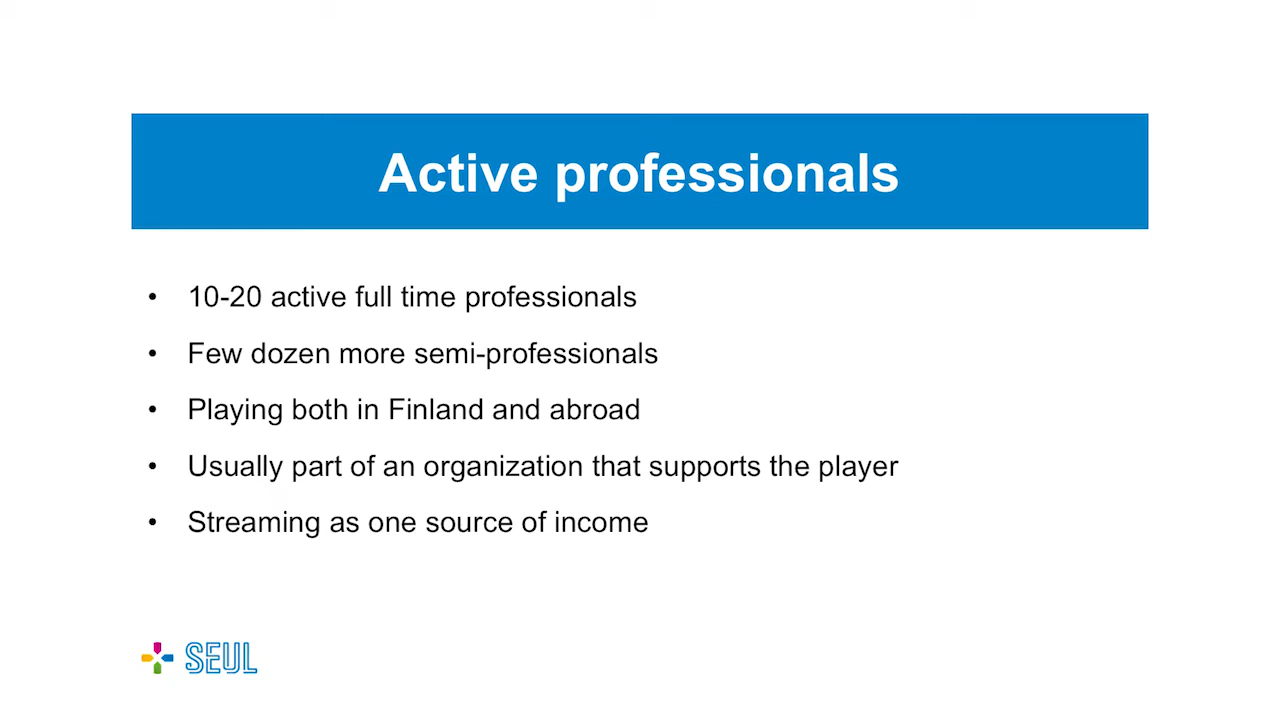 Active professionals
• 10-20 active full time professionals
• Few dozen more semi-professionals
• Playing both in Finland and abroad
• Usually part of an organization that supports the player
• Streaming as one source of income
SEUL